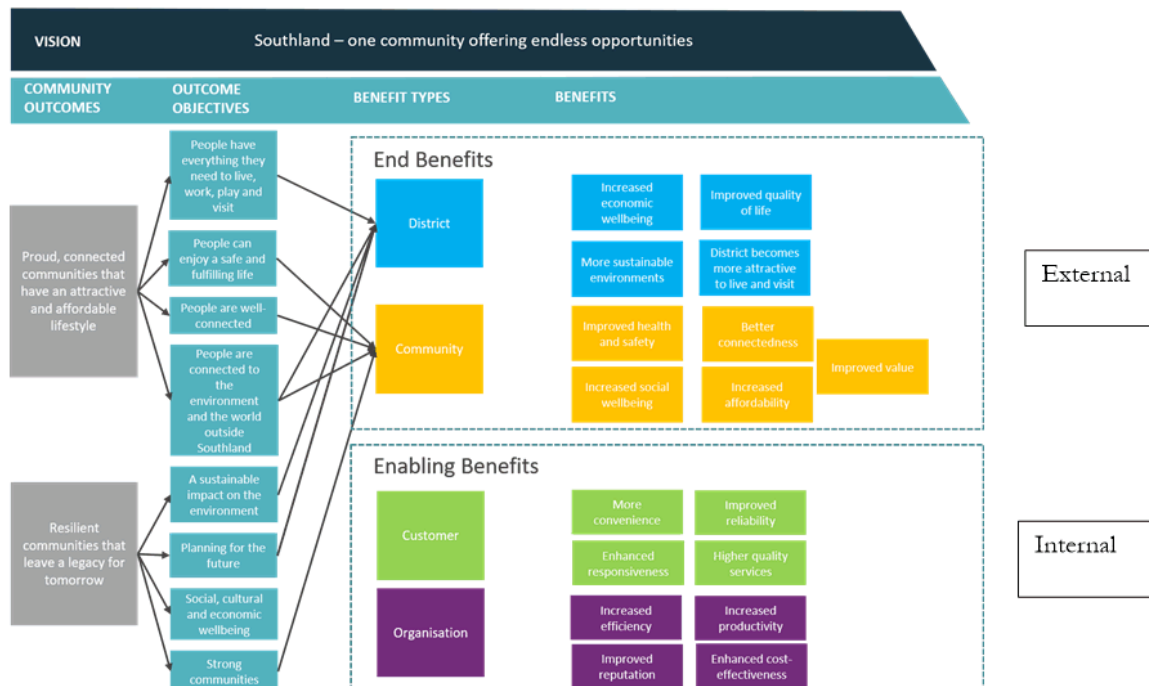 VISION
Southland – one community offering endless opportunities
COMMUNITY
OUTCOMES
OUTCOME
OBJECTIVES
BENEFIT TYPES
BENEFITS
Proud, connected
communities that
have an attractive
and affordable
lifestyle
Resilient
communities that
leave a legacy for
tomorrow
People have
everything they
need to live,
work, play and
visit
People can
enjoy a safe and
fulfilling life
People are well-
connected
People are
connected to
the
environment
and the world
outside
Southland
A sustainable
impact on the
environment
Planning for the
future
Social, cultural
and economic
wellbeing
Strong
communities
End Benefits
District
Increased
economic
wellbeing
Improved quality
of life
More sustainable
environments
District becomes
more attractive
to live and visit
Community
Improved health
and safety
Better
connectedness
Improved value
Increased social
wellbeing
Increased
affordability
Enabling Benefits
Customer
More
convenience
Improved
reliability
Enhanced
responsiveness
Higher quality
services
Organisation
Increased
efficiency
Increased
productivity
Improved
reputation
Enhanced cost-
effectiveness
External
Internal